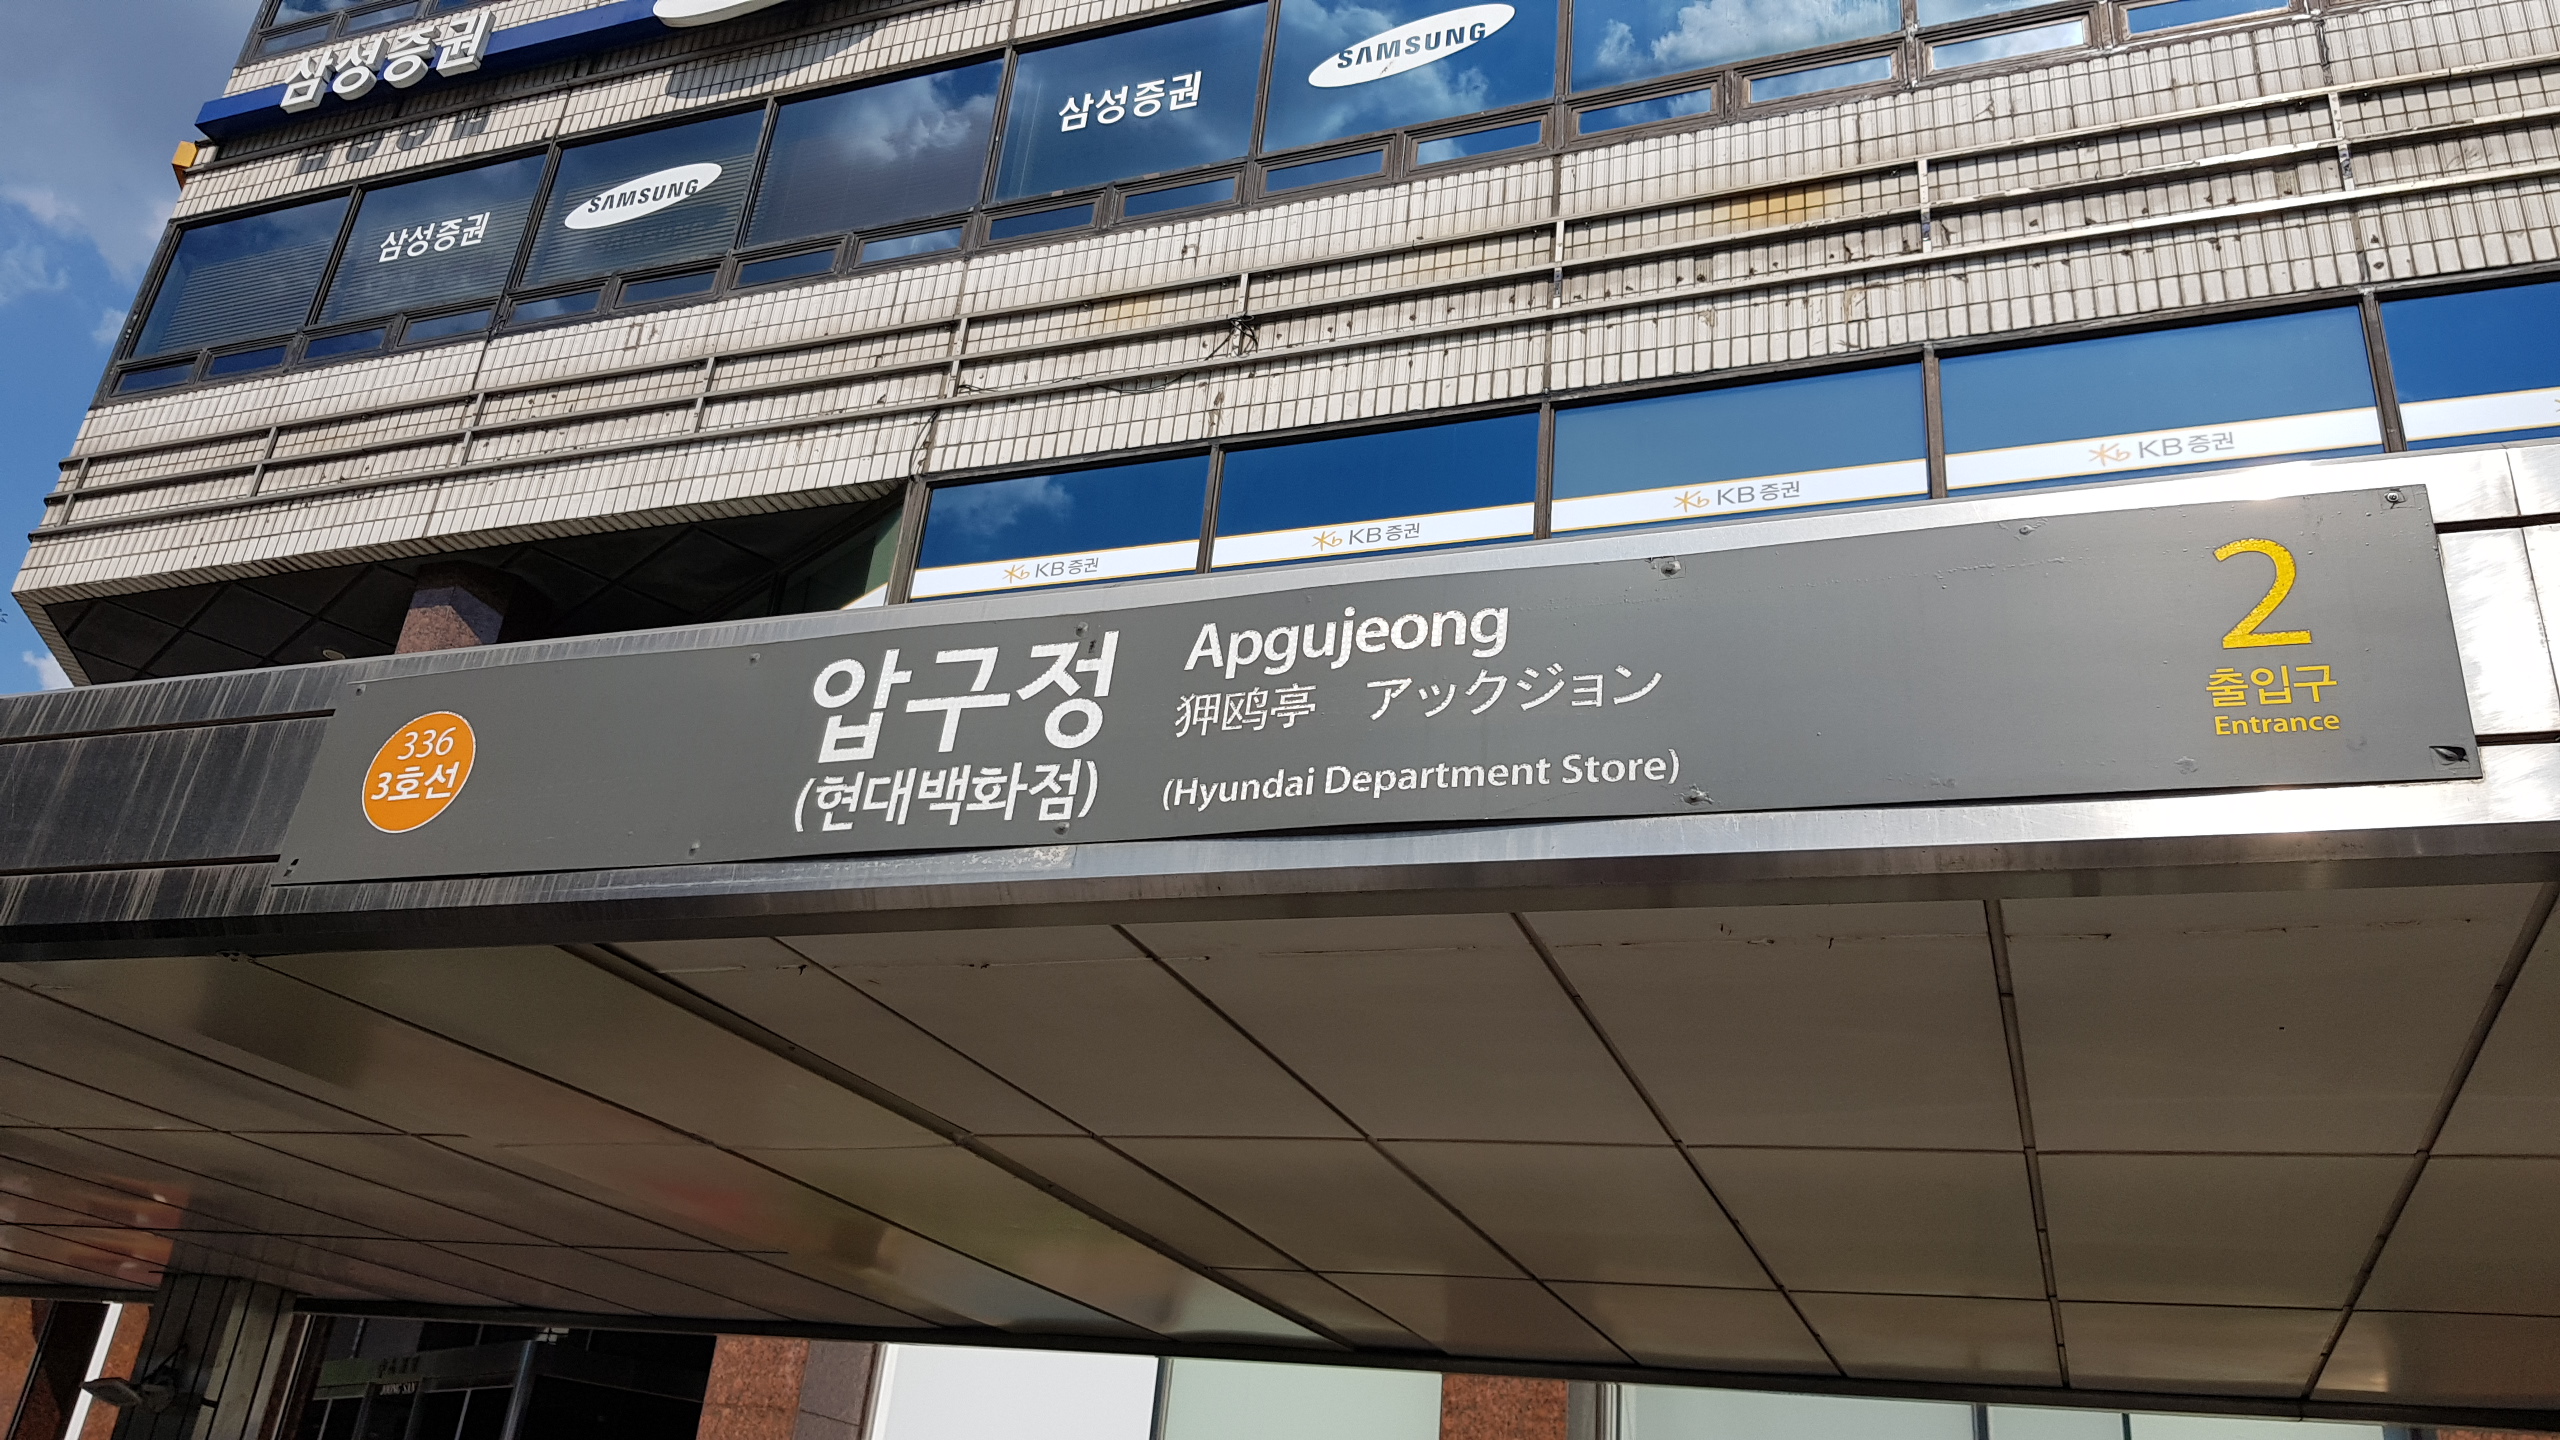 삼성증권
삼성증권
SAMSUNG
삼성증권
SAMSUNG
KB증권
KB증권
KB증권
KB증권
336
3호선
압구정
(현대백화점)
Apgujeong
狎鸥亭 アックジョン
(Hyundai Department Store)
2
출입구
Entrance